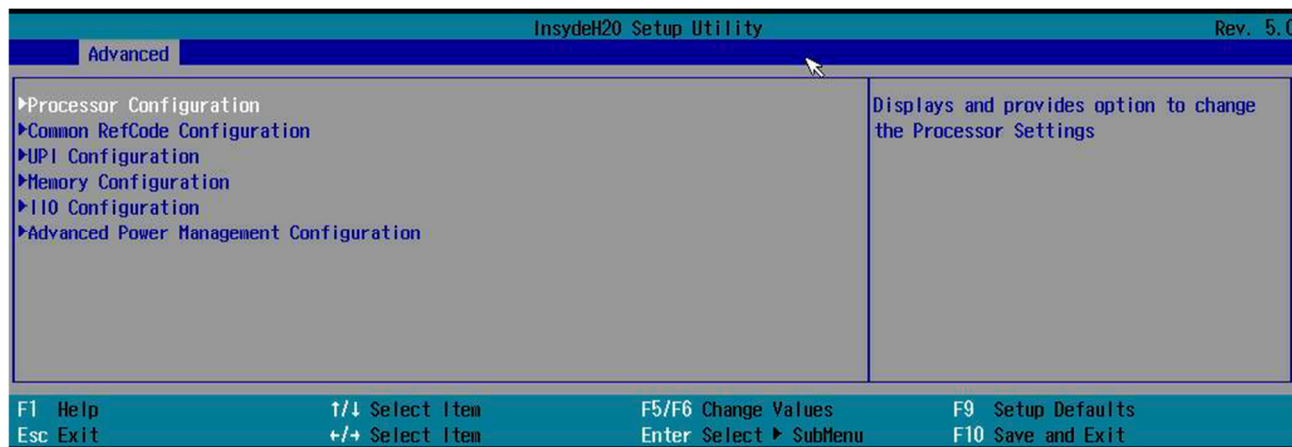 InsydeH20 Setup Utility Rev. 5.0
Advanced
▶Processor Configuration
▶Common RefCode Configuration
▶UPI Configuration
▶Memory Configuration
▶IIO Configuration
▶Advanced Power Management Configuration
Displays and provides option to change
the Processor Settings
F1 Help ↑/↓ Select Item F5/F6 Change Values F9 Setup Defaults
Esc Exit ←/→ Select Item Enter Select ▶ SubMenu F10 Save and Exit